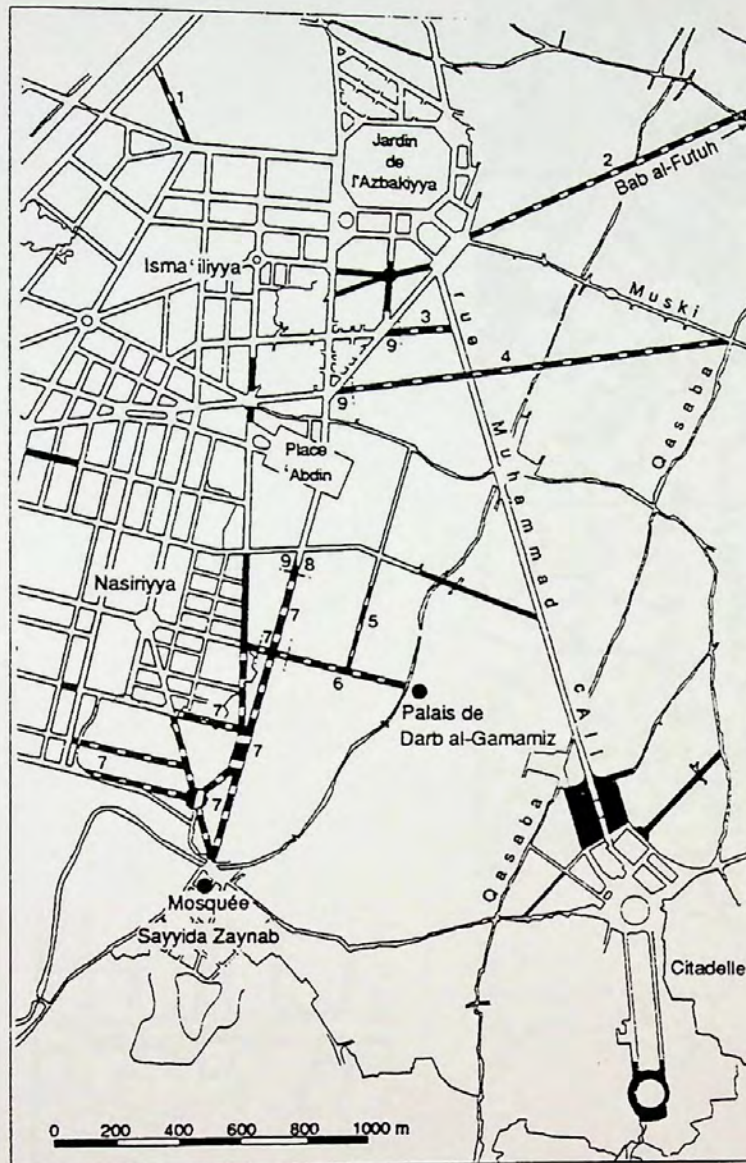 1
Jardin
de
l'Azbakiyya
2
Bab al-Futuh
Isma‘iliyya
rue Muhammad cAli
Muski
3
9
4
9
Qasaba
Place
‘Abdin
9 8
Nasiriyya
7
5
7
6
Palais de
Darb al-Gamamiz
7
7
7
7
Qasaba
Mosquée
Sayyida Zaynab
Citadelle
0 200 400 600 1000 m